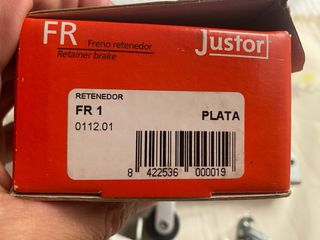 FR
Freno retenedor
Retainer brake
Justor
RETENEDOR
FR 1
PLATA
0112.01
8 422536 000019